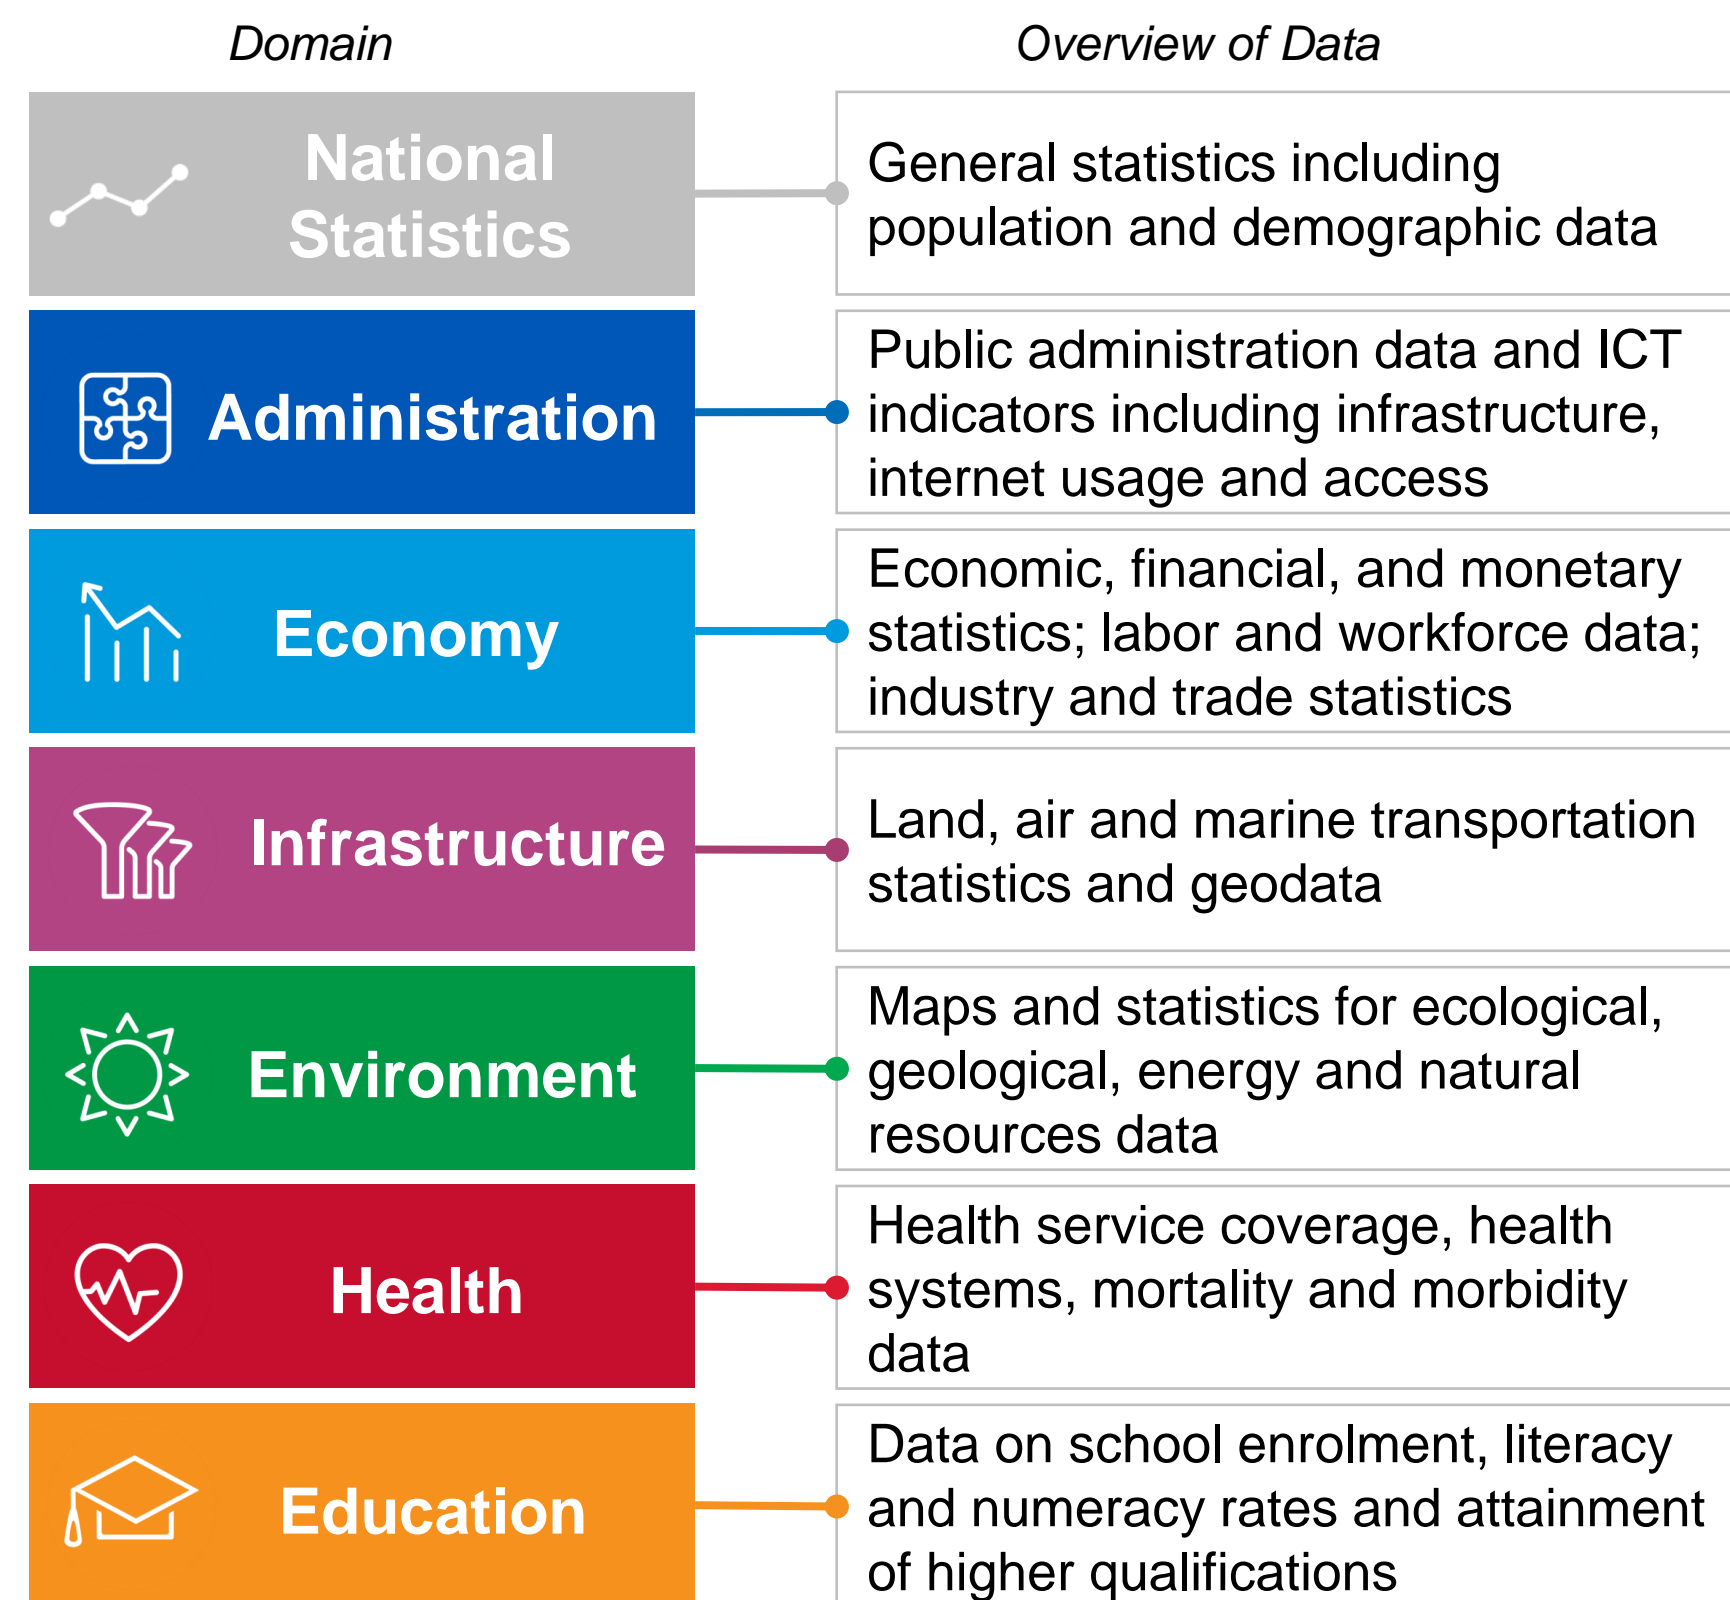 Domain
Overview of Data
National
Statistics
General statistics including
population and demographic data
Administration
Public administration data and ICT
indicators including infrastructure,
internet usage and access
Economy
Economic, financial, and monetary
statistics; labor and workforce data;
industry and trade statistics
Infrastructure
Land, air and marine transportation
statistics and geodata
Environment
Maps and statistics for ecological,
geological, energy and natural
resources data
Health
Health service coverage, health
systems, mortality and morbidity
data
Education
Data on school enrolment, literacy
and numeracy rates and attainment
of higher qualifications